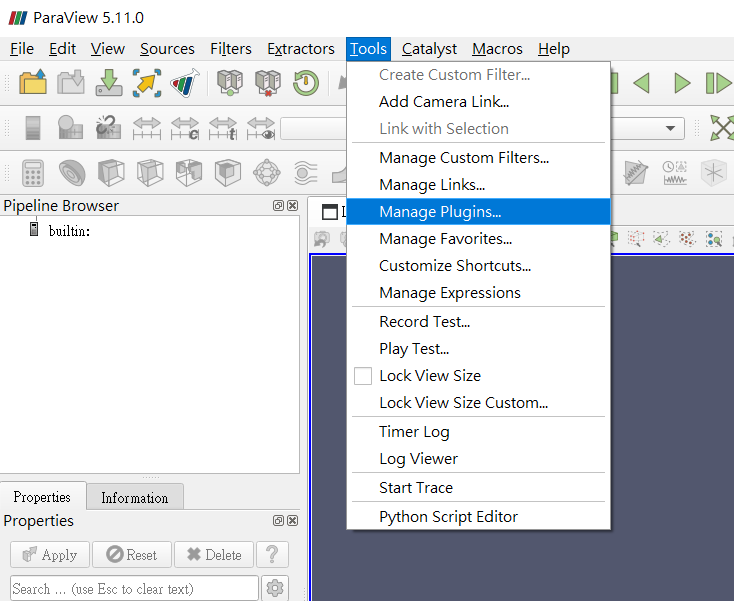 ParaView 5.11.0
File Edit View Sources Filters Extractors Tools Catalyst Macros Help
Create Custom Filter...
Add Camera Link...
Link with Selection
Manage Custom Filters...
Manage Links...
Manage Plugins...
Manage Favorites...
Customize Shortcuts...
Manage Expressions
Record Test...
Play Test...
Lock View Size
Lock View Size Custom...
Timer Log
Log Viewer
Start Trace
Python Script Editor
Pipeline Browser
builtin:
Properties Information
Properties
Apply Reset Delete ?
Search ... (use Esc to clear text)